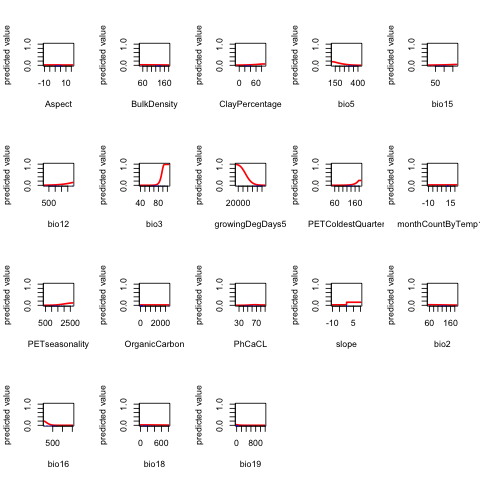 predicted value 0.0 1.0 -10 10 Aspect
predicted value 0.0 1.0 60 160 BulkDensity
predicted value 0.0 1.0 0 60 ClayPercentage
predicted value 0.0 1.0 150 400 bio5
predicted value 0.0 1.0 50 bio15
predicted value 0.0 1.0 500 bio12
predicted value 0.0 1.0 40 80 bio3
predicted value 0.0 1.0 20000 growingDegDays5
predicted value 0.0 1.0 60 160 PETColdestQuarter
predicted value 0.0 1.0 -10 15 monthCountByTemp1
predicted value 0.0 1.0 500 2500 PETseasonality
predicted value 0.0 1.0 0 2000 OrganicCarbon
predicted value 0.0 1.0 30 70 PhCaCL
predicted value 0.0 1.0 -10 5 slope
predicted value 0.0 1.0 60 160 bio2
predicted value 0.0 1.0 500 bio16
predicted value 0.0 1.0 0 600 bio18
predicted value 0.0 1.0 0 800 bio19